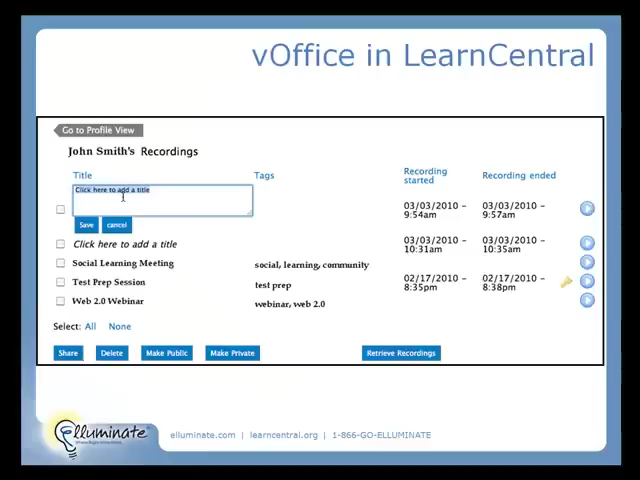 vOffice in LearnCentral
Go to Profile View
John Smith's Recordings
Title Tags Recording started Recording ended
Click here to add a title
03/03/2010 - 9:54am 03/03/2010 - 9:57am
Save cancel
Click here to add a title 03/03/2010 - 10:31am 03/03/2010 - 10:35am
Social Learning Meeting social, learning, community
Test Prep Session test prep 02/17/2010 - 8:35pm 02/17/2010 - 8:38pm
Web 2.0 Webinar webinar, web 2.0
Select: All None
Share Delete Make Public Make Private Retrieve Recordings
elluminate
elluminate.com | learncentral.org | 1-866-GO-ELLUMINATE